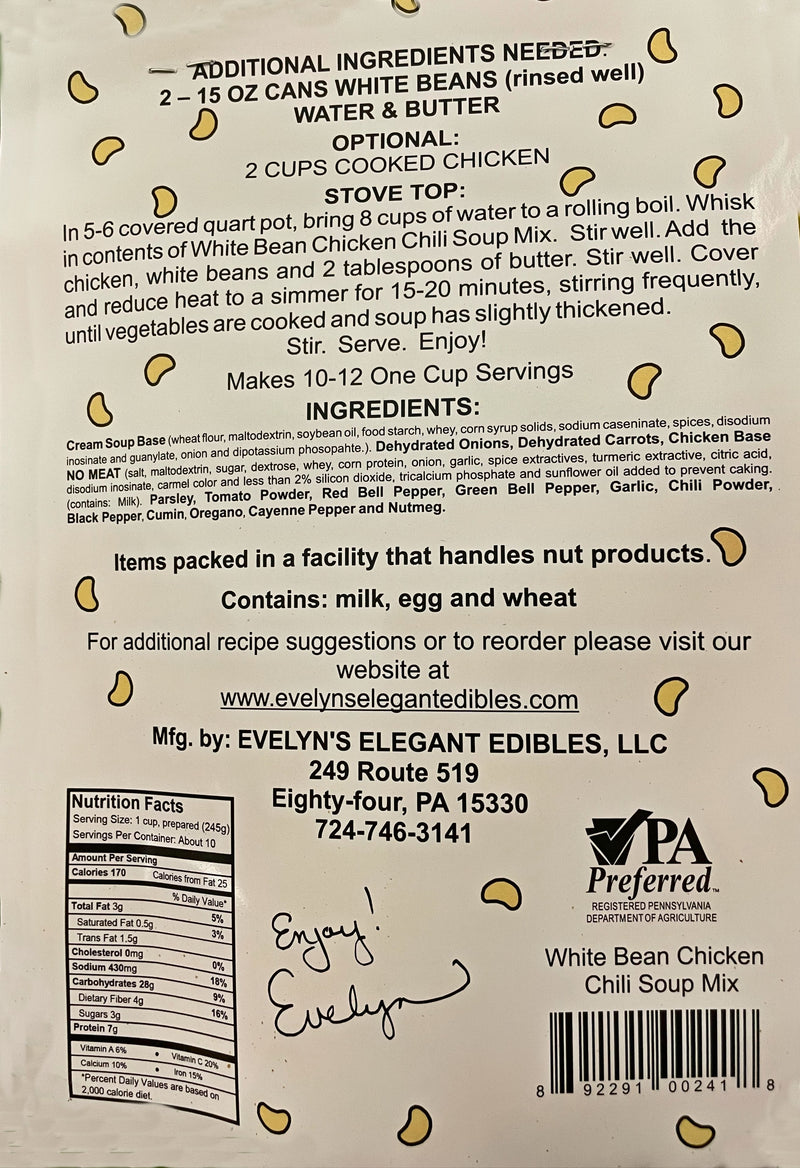 ADDITIONAL INGREDIENTS NEEDED:
2 – 15 OZ CANS WHITE BEANS (rinsed well)
WATER & BUTTER
OPTIONAL:
2 CUPS COOKED CHICKEN
STOVE TOP:
In 5-6 covered quart pot, bring 8 cups of water to a rolling boil. Whisk
in contents of White Bean Chicken Chili Soup Mix. Stir well. Add the
chicken, white beans and 2 tablespoons of butter. Stir well. Cover
and reduce heat to a simmer for 15-20 minutes, stirring frequently,
until vegetables are cooked and soup has slightly thickened.
Stir. Serve. Enjoy!
Makes 10-12 One Cup Servings
INGREDIENTS:
Cream Soup Base (wheat flour, maltodextrin, soybean oil, food starch, whey, corn syrup solids, sodium caseninate, spices, disodium
inosinate and guanylate, onion and dipotassium phosopahte.). Dehydrated Onions, Dehydrated Carrots, Chicken Base
NO MEAT (salt, maltodextrin, sugar, dextrose, whey, corn protein, onion, garlic, spice extractives, turmeric extractive, citric acid,
disodium inosinate, carmel color and less than 2% silicon dioxide, tricalcium phosphate and sunflower oil added to prevent caking.
(contains: Milk). Parsley, Tomato Powder, Red Bell Pepper, Green Bell Pepper, Garlic, Chili Powder,
Black Pepper, Cumin, Oregano, Cayenne Pepper and Nutmeg.
Items packed in a facility that handles nut products.
Contains: milk, egg and wheat
For additional recipe suggestions or to reorder please visit our
website at
www.evelynselegantedibles.com
Mfg. by: EVELYN'S ELEGANT EDIBLES, LLC
249 Route 519
Eighty-four, PA 15330
724-746-3141
Nutrition Facts
Serving Size: 1 cup, prepared (245g)
Servings Per Container: About 10
Amount Per Serving
Calories 170 Calories from Fat 25
% Daily Value*
Total Fat 3g 5%
Saturated Fat 0.5g 3%
Trans Fat 1.5g
Cholesterol 0mg 0%
Sodium 430mg 18%
Carbohydrates 28g 9%
Dietary Fiber 4g 16%
Sugars 3g
Protein 7g
Vitamin A 6% • Vitamin C 20%
Calcium 10% • Iron 15%
*Percent Daily Values are based on
2,000 calorie diet.
Enjoy!
Evelyn
PA
Preferred™
REGISTERED PENNSYLVANIA
DEPARTMENT OF AGRICULTURE
White Bean Chicken
Chili Soup Mix
8 92291 00241 8